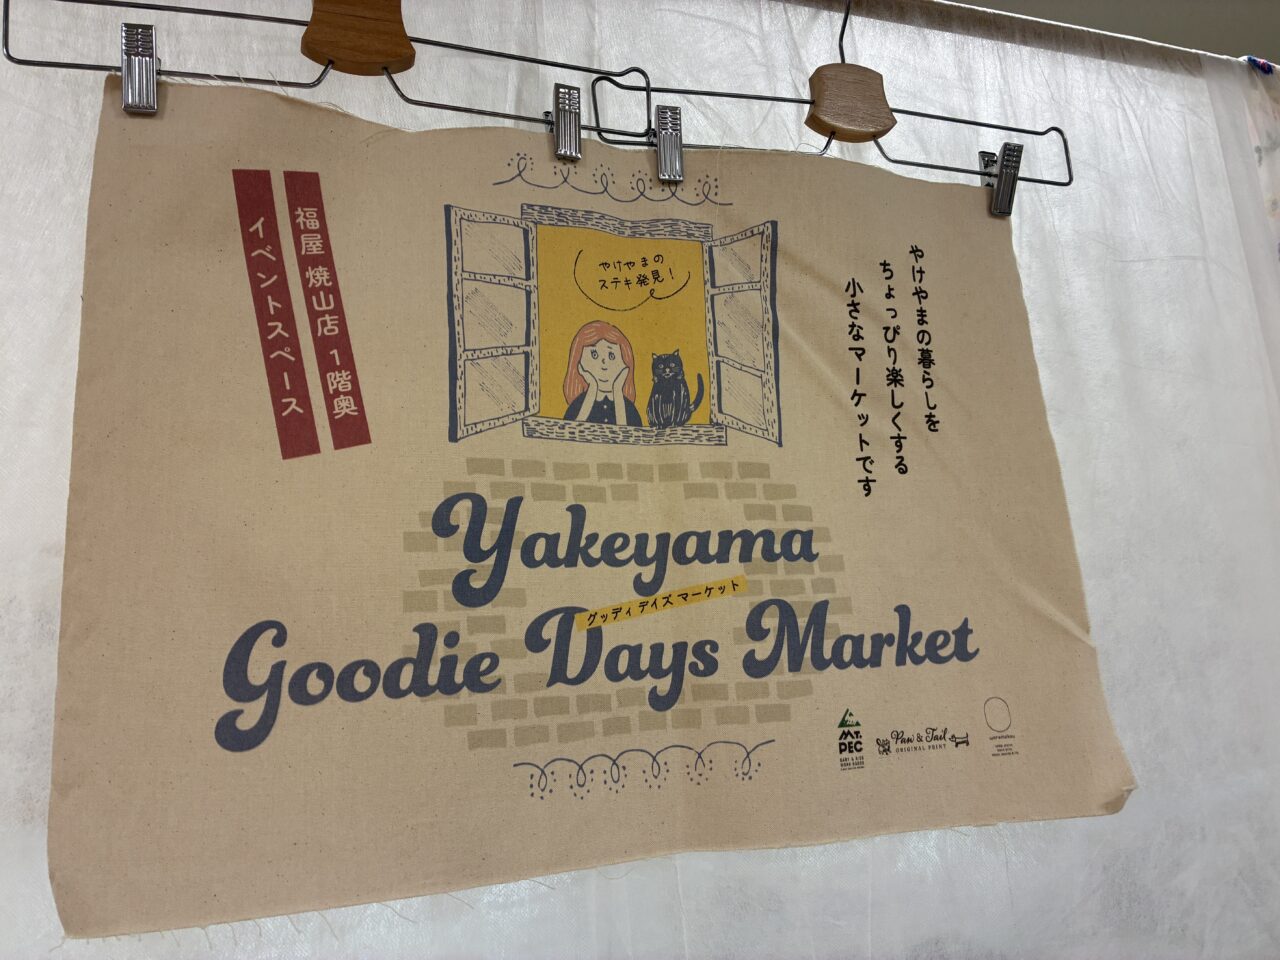 福屋 焼山店 1階奥
イベントスペース
やけやまの
ステキ発見!
やけやまの暮らしを
ちょっぴり楽しくする
小さなマーケットです
Yakeyama
グッディデイズマーケット
Goodie Days Market
MT.
PEC
Paw & Tail
ORIGINAL PRINT